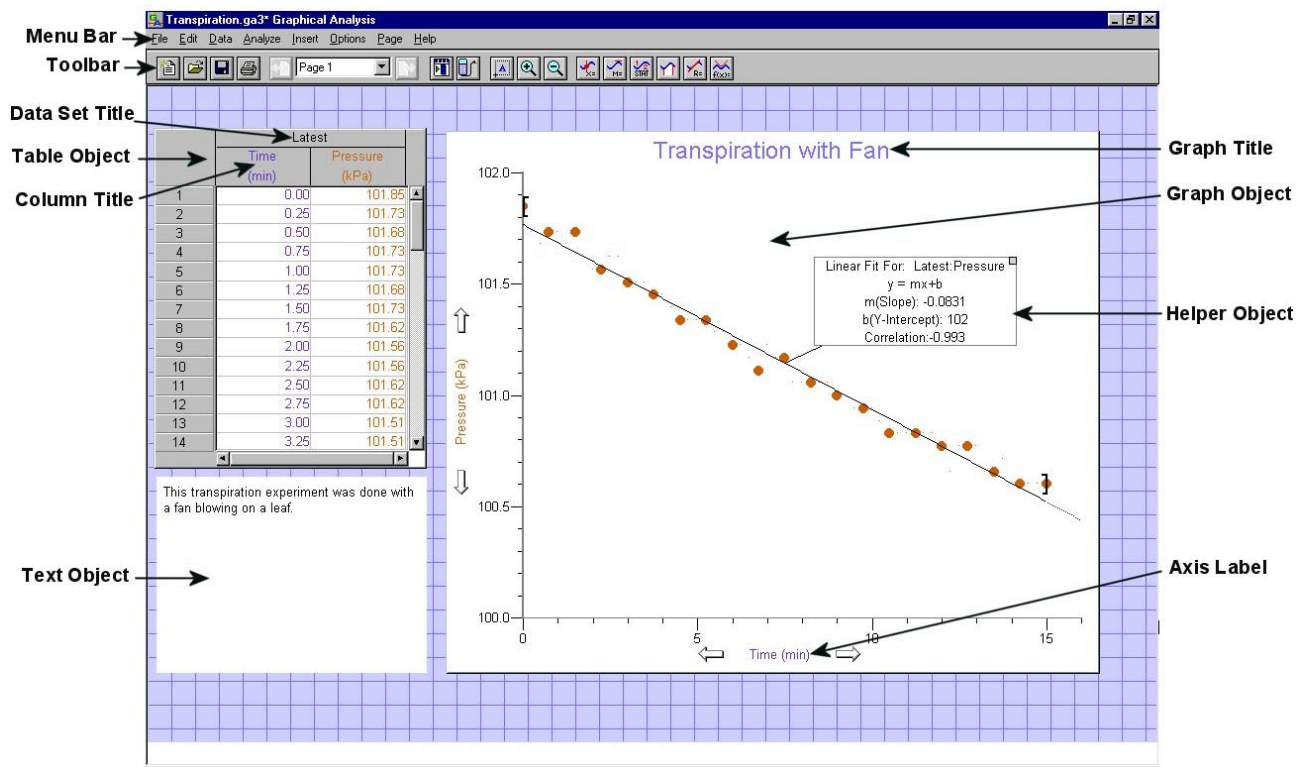 Transpiration.ga3* Graphical Analysis
Menu Bar
File Edit Data Analyze Insert Options Page Help
Toolbar
Page 1
X= M= STAT R= f(x)=
Data Set Title
Latest
Table Object
Column Title
Time Pressure
(min) (kPa)
1 0.00 101.85
2 0.25 101.73
3 0.50 101.68
4 0.75 101.73
5 1.00 101.73
6 1.25 101.68
7 1.50 101.73
8 1.75 101.62
9 2.00 101.56
10 2.25 101.56
11 2.50 101.62
12 2.75 101.62
13 3.00 101.51
14 3.25 101.51
This transpiration experiment was done with
a fan blowing on a leaf.
Text Object
Transpiration with Fan
Graph Title
Graph Object
102.0
101.5
101.0
100.5
100.0
Pressure (kPa)
Linear Fit For: Latest:Pressure
y = mx+b
m(Slope): -0.0831
b(Y-Intercept): 102
Correlation:-0.993
Helper Object
0 5 10 15
Time (min)
Axis Label